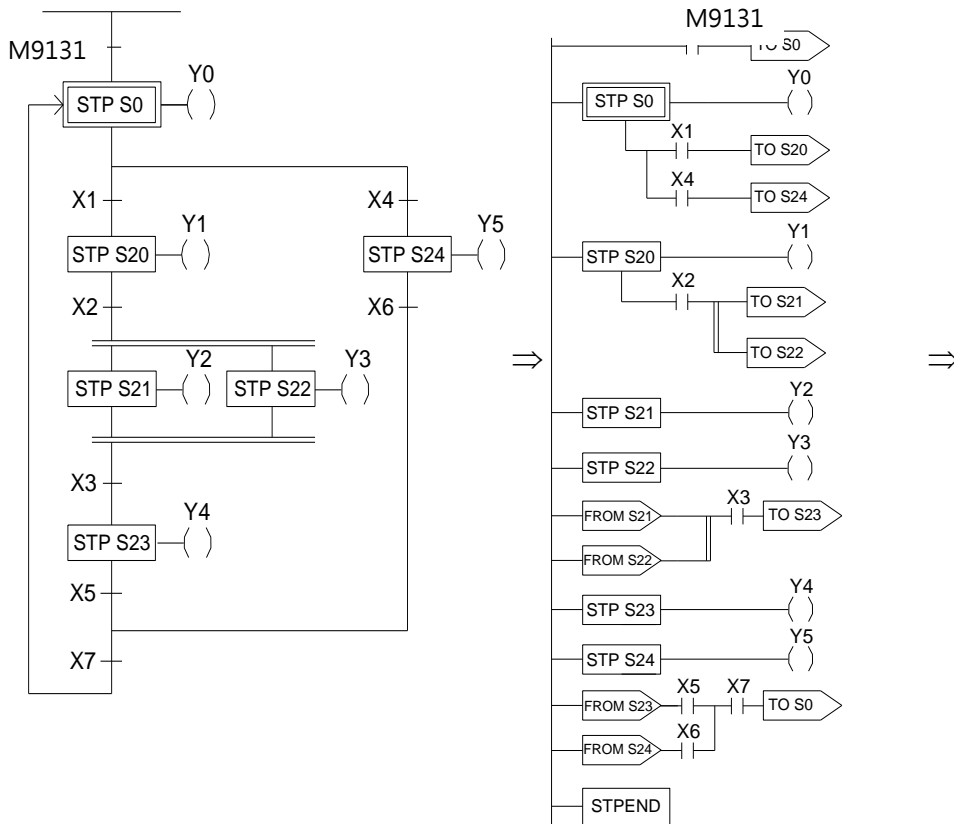 M9131
Y0
STP S0
X1
X4
Y1
Y5
STP S20
STP S24
X2
X6
Y2
Y3
STP S21
STP S22
X3
Y4
STP S23
X5
X7
⇒
M9131
TO S0
Y0
STP S0
X1
TO S20
X4
TO S24
Y1
STP S20
X2
TO S21
TO S22
Y2
STP S21
Y3
STP S22
X3
FROM S21
TO S23
FROM S22
Y4
STP S23
Y5
STP S24
X5
X7
FROM S23
TO S0
X6
FROM S24
STPEND
⇒